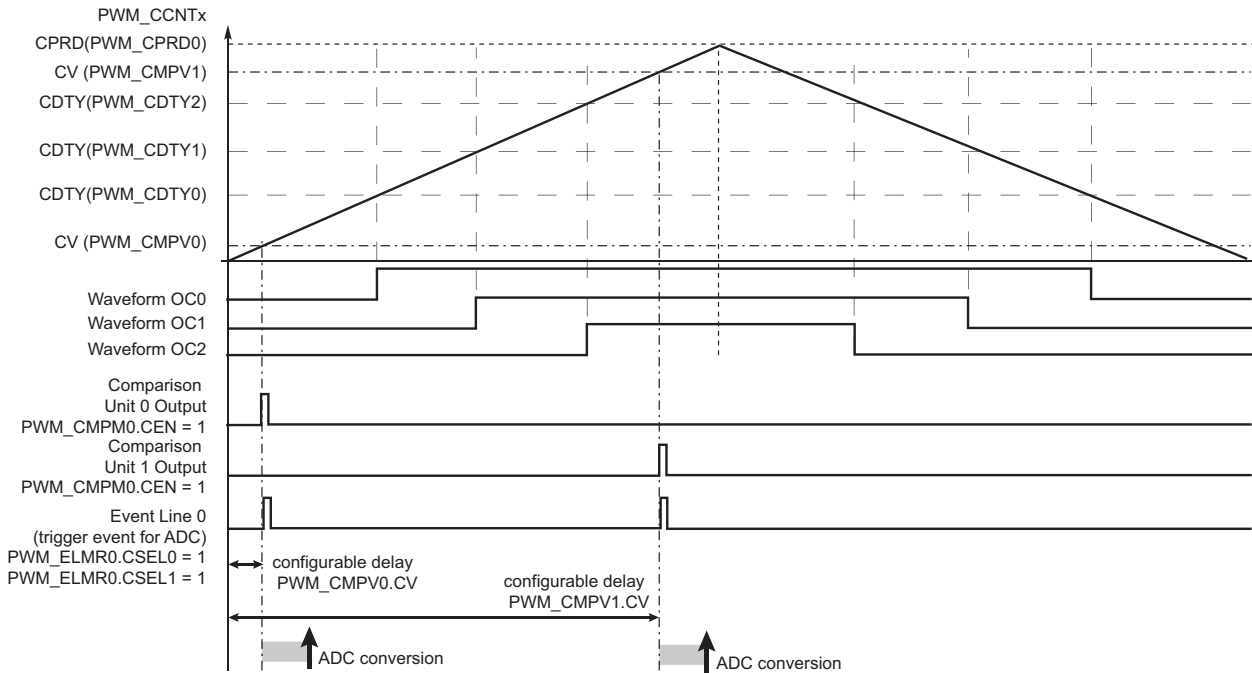 PWM_CCNTx
CPRD(PWM_CPRD0)
CV (PWM_CMPV1)
CDTY(PWM_CDTY2)
CDTY(PWM_CDTY1)
CDTY(PWM_CDTY0)
CV (PWM_CMPV0)
Waveform OC0
Waveform OC1
Waveform OC2
Comparison
Unit 0 Output
PWM_CMPM0.CEN = 1
Comparison
Unit 1 Output
PWM_CMPM0.CEN = 1
Event Line 0
(trigger event for ADC)
PWM_ELMR0.CSEL0 = 1
PWM_ELMR0.CSEL1 = 1
configurable delay
PWM_CMPV0.CV
configurable delay
PWM_CMPV1.CV
ADC conversion
ADC conversion